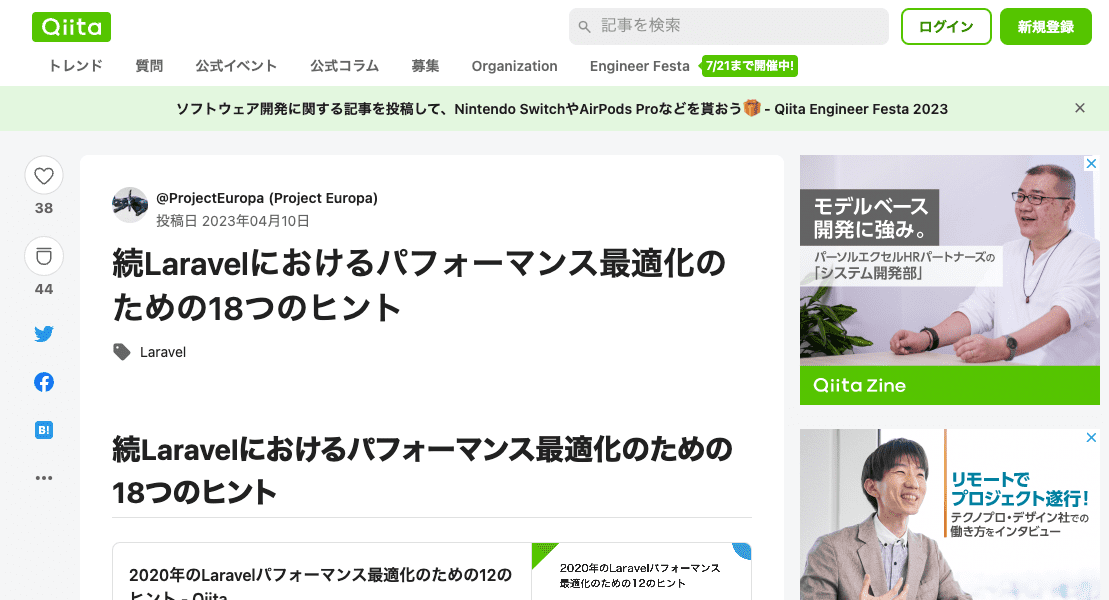 Qiita
記事を検索
ログイン
新規登録
トレンド 質問 公式イベント 公式コラム 募集 Organization Engineer Festa 7/21まで開催中!
ソフトウェア開発に関する記事を投稿して、Nintendo SwitchやAirPods Proなどを貰おう🎁 - Qiita Engineer Festa 2023
38
44
B!
@ProjectEuropa (Project Europa)
投稿日 2023年04月10日
続Laravelにおけるパフォーマンス最適化の
ための18つのヒント
Laravel
続Laravelにおけるパフォーマンス最適化のための
18つのヒント
2020年のLaravelパフォーマンス最適化のための12の
ヒント - Qiita
2020年のLaravelパフォーマンス
最適化のための12のヒント
モデルベース
開発に強み。
パーソルエクセルHRパートナーズの
「システム開発部」
Qiita Zine
リモートで
プロジェクト遂行!
テクノプロ・デザイン社での
働き方をインタビュー